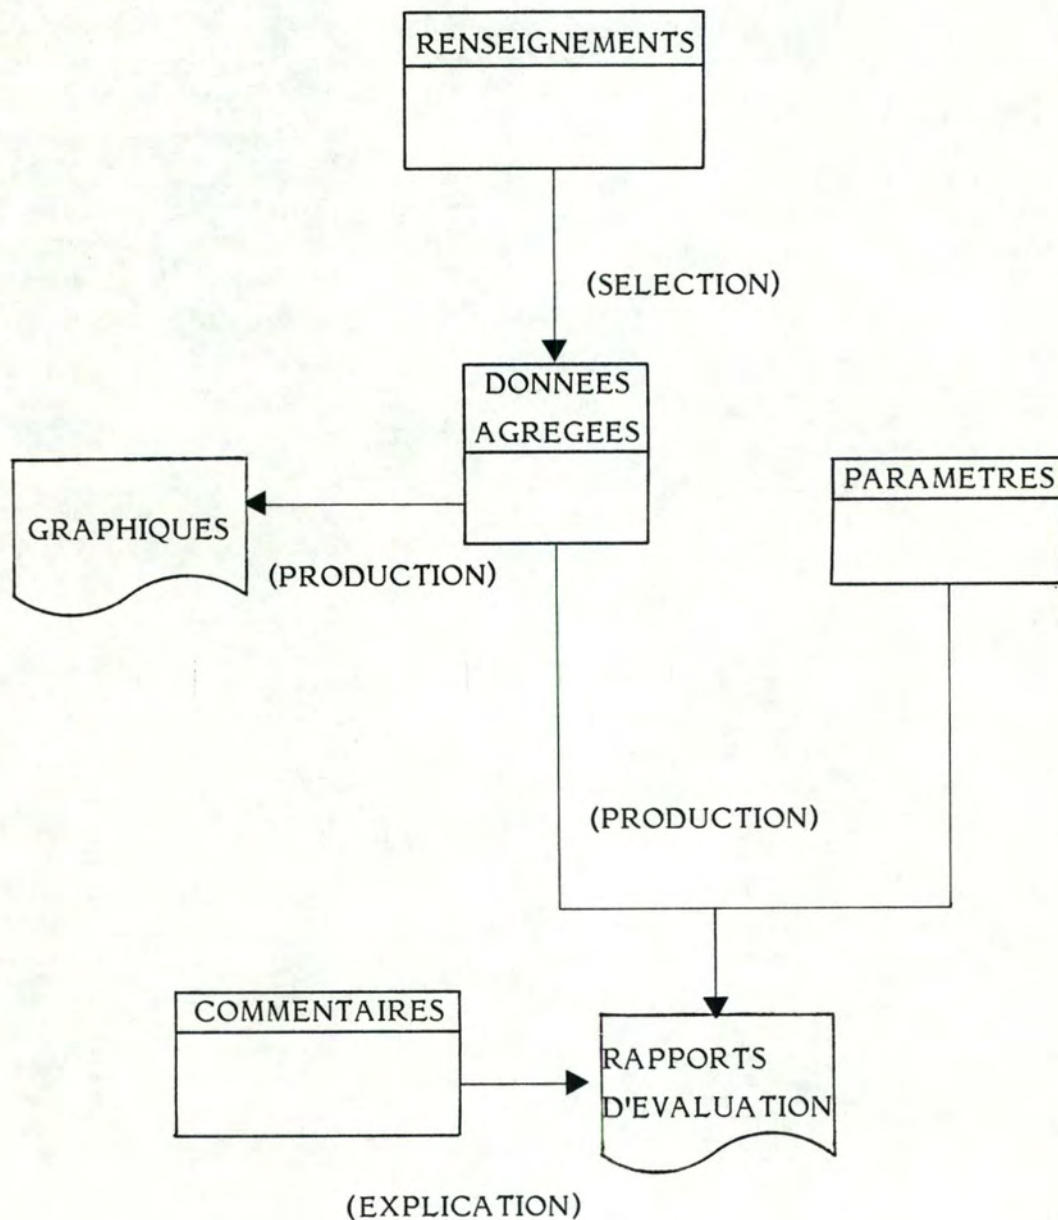 RENSEIGNEMENTS
(SELECTION)
DONNEES
AGREGEES
PARAMETRES
GRAPHIQUES
(PRODUCTION)
(PRODUCTION)
COMMENTAIRES
RAPPORTS
D'EVALUATION
(EXPLICATION)